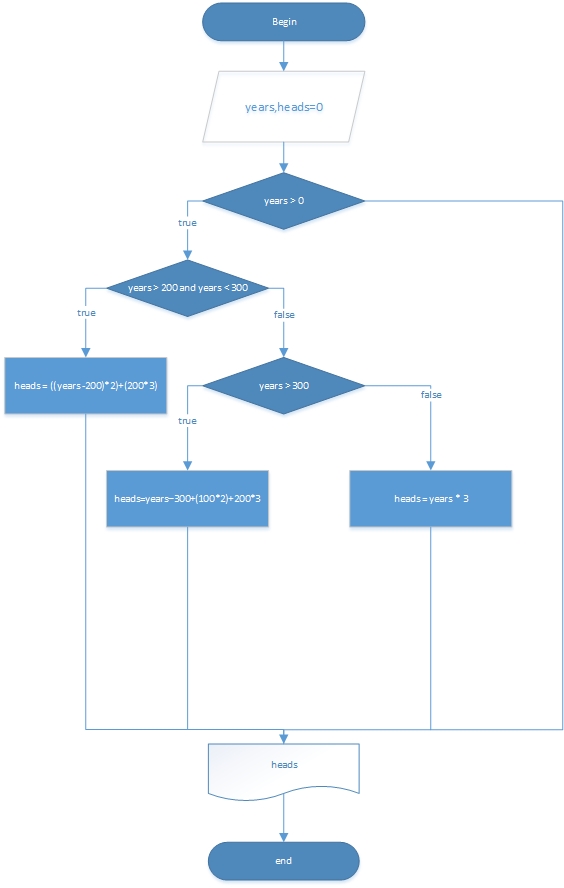 Begin
years,heads=0
years > 0
true
years > 200 and years < 300
true
false
heads = ((years-200)*2)+(200*3)
years > 300
true
false
heads=years-300+(100*2)+200*3
heads = years * 3
heads
end